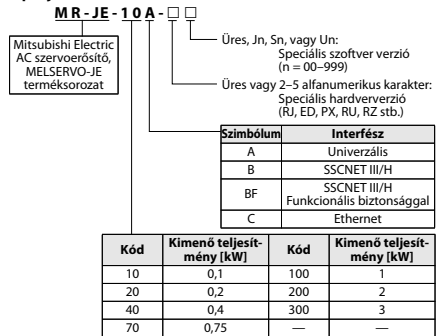 MR-JE-10A-□ □
Mitsubishi Electric
AC szervoerősítő,
MELSERVO-JE
terméksorozat
Üres, Jn, Sn, vagy Un:
Speciális szoftver verzió
(n = 00–999)
Üres vagy 2–5 alfanumerikus karakter:
Speciális hardververzió
(RJ, ED, PX, RU, RZ stb.)
Szimbólum Interfész
A Univerzális
B SSCNET III/H
BF SSCNET III/H
Funkcionális biztonsággal
C Ethernet
Kód Kimenő teljesít- Kód Kimenő teljesít-
mény [kW] mény [kW]
10 0,1 100 1
20 0,2 200 2
40 0,4 300 3
70 0,75 — —